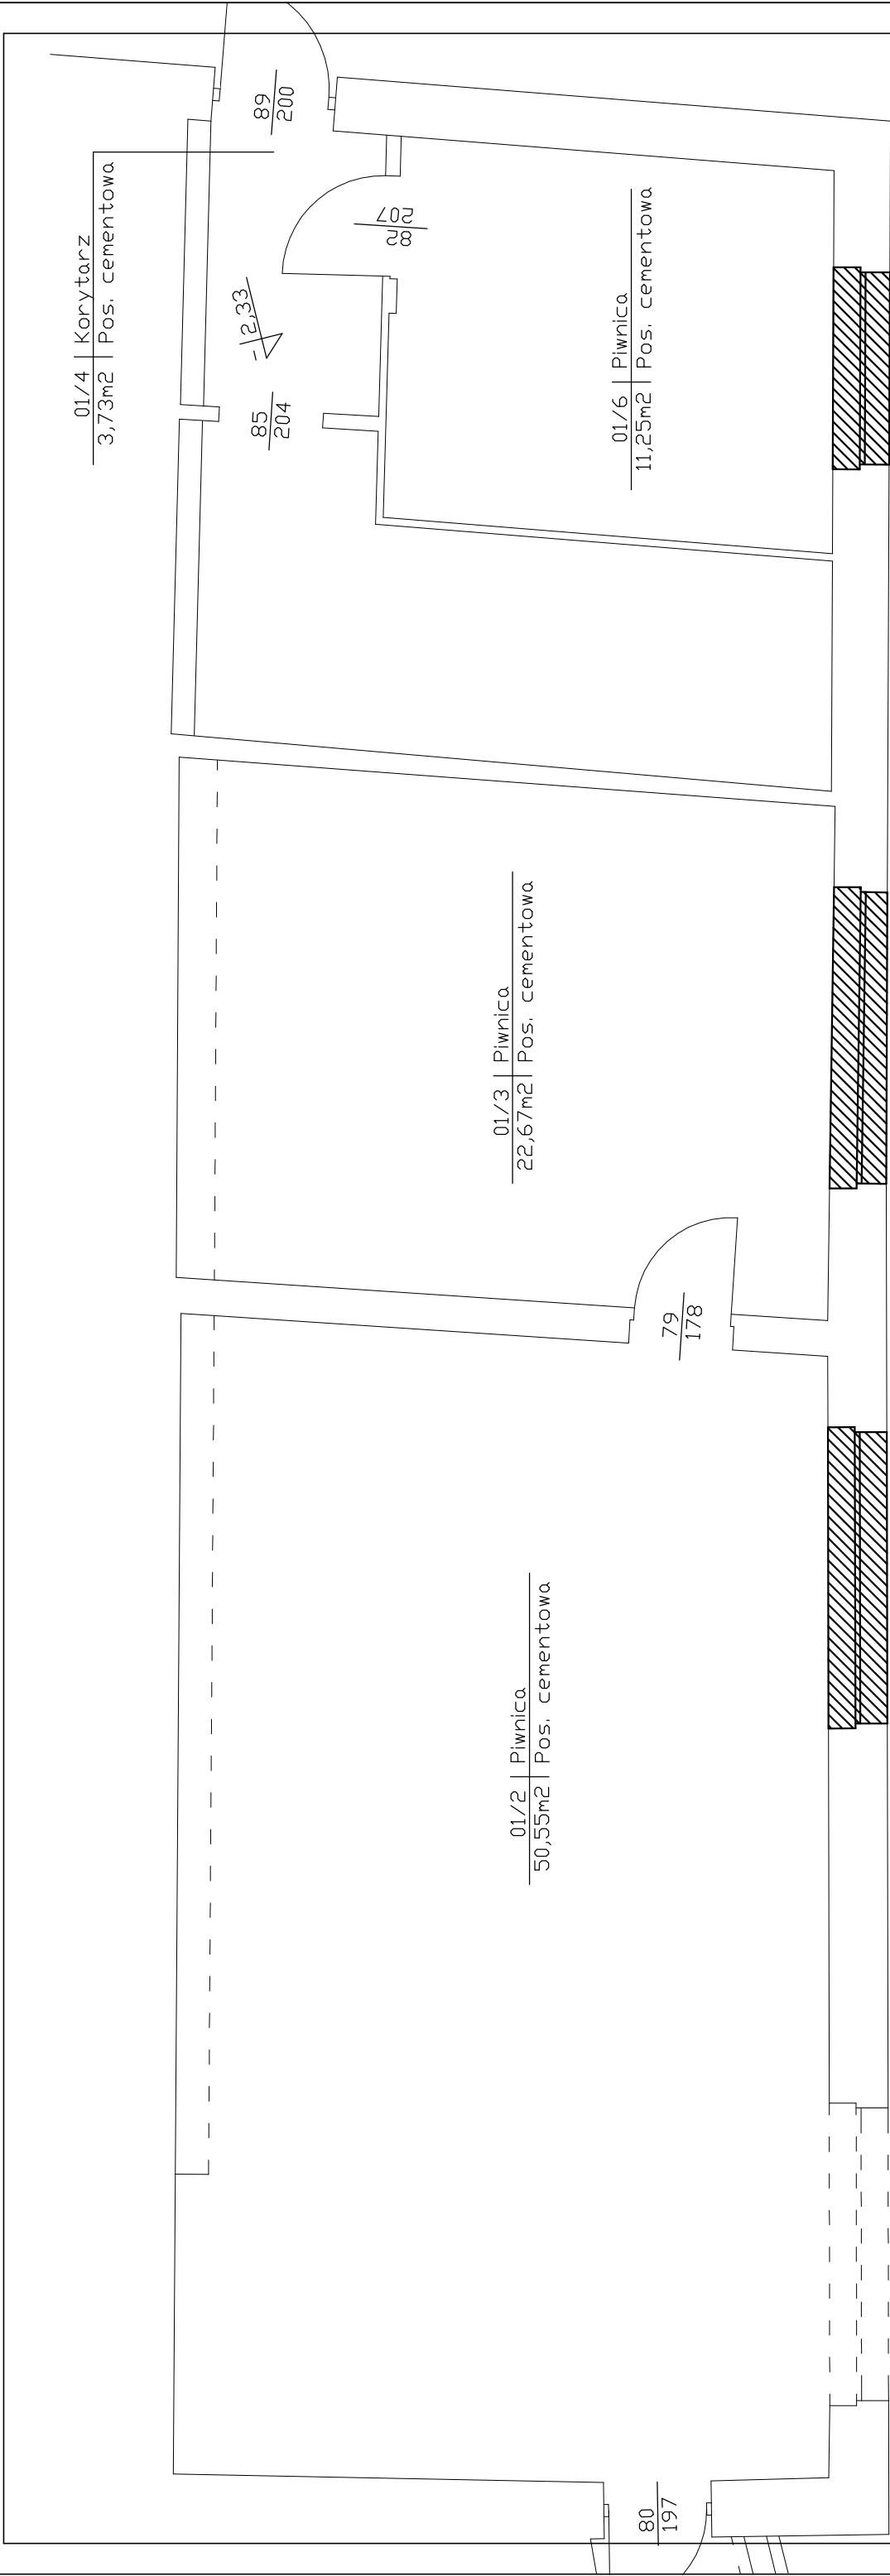 01/4 | Korytarz
3,73m2 | Pos. cementowa
89
200
82
207
-2,33
85
204
01/6 | Piwnica
11,25m2 | Pos. cementowa
01/3 | Piwnica
22,67m2 | Pos. cementowa
79
178
01/2 | Piwnica
50,55m2 | Pos. cementowa
80
197